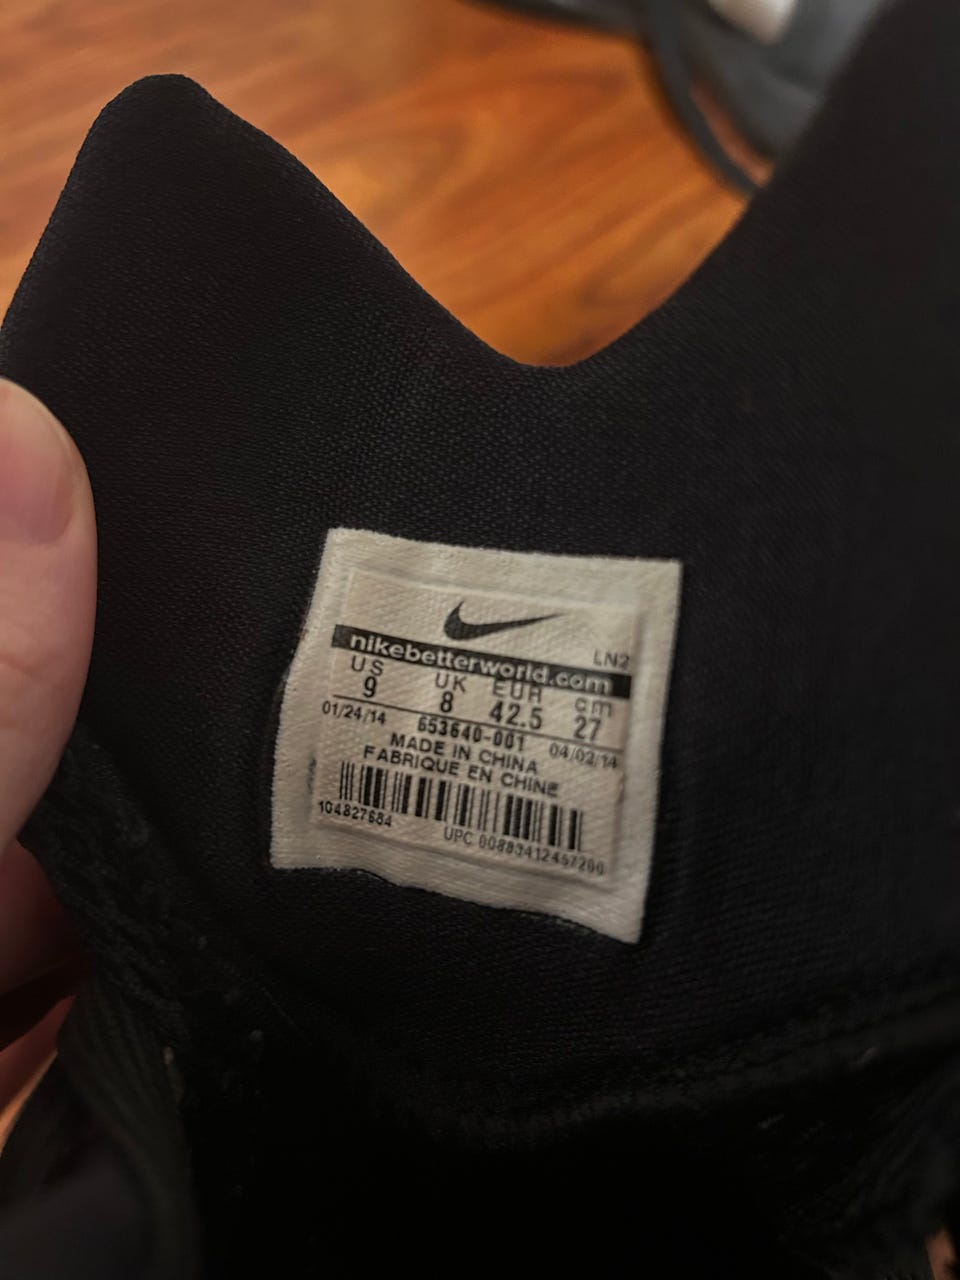 LN2
nikebetterworld.com
US UK EUR cm
9 8 42.5 27
01/24/14 653640-001 04/02/14
MADE IN CHINA
FABRIQUE EN CHINE
104827684
UPC 00883412457200